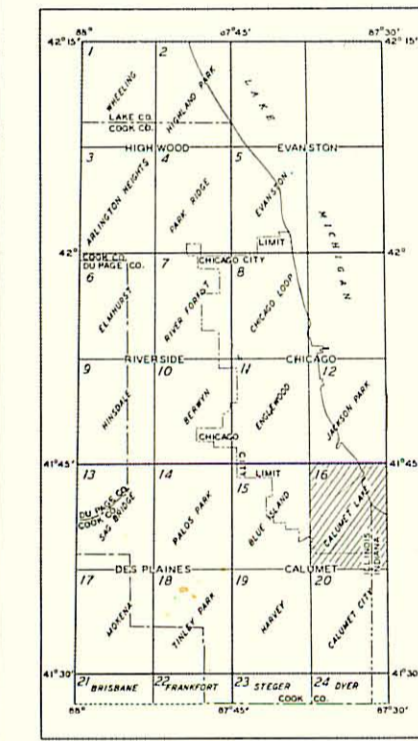 88° 87°45' 87°30'
42°15' 42°15'
1 2
WHEELING HIGHLAND PARK LAKE
LAKE CO.
COOK CO.
3 HIGHWOOD 4 5 EVANSTON
ARLINGTON HEIGHTS PARK RIDGE EVANSTON MICHIGAN
LIMIT
42° 42°
COOK CO.
DU PAGE CO.
6 7 CHICAGO CITY 8
ELMHURST RIVER FOREST CHICAGO LOOP
9 RIVERSIDE 10 11 CHICAGO 12
HINSDALE BERWYN ENGLEWOOD JACKSON PARK
CHICAGO
CITY
41°45' 41°45'
13 14 15 LIMIT 16
DU PAGE CO.
COOK CO.
SAG BRIDGE PALOS PARK BLUE ISLAND CALUMET LAKE
ILLINOIS
INDIANA
17 DES PLAINES 18 19 CALUMET 20
MOKENA TINLEY PARK HARVEY CALUMET CITY
41°30' 41°30'
21 BRISBANE 22 FRANKFORT 23 STEGER 24 DYER
COOK CO.
88° 87°45' 87°30'